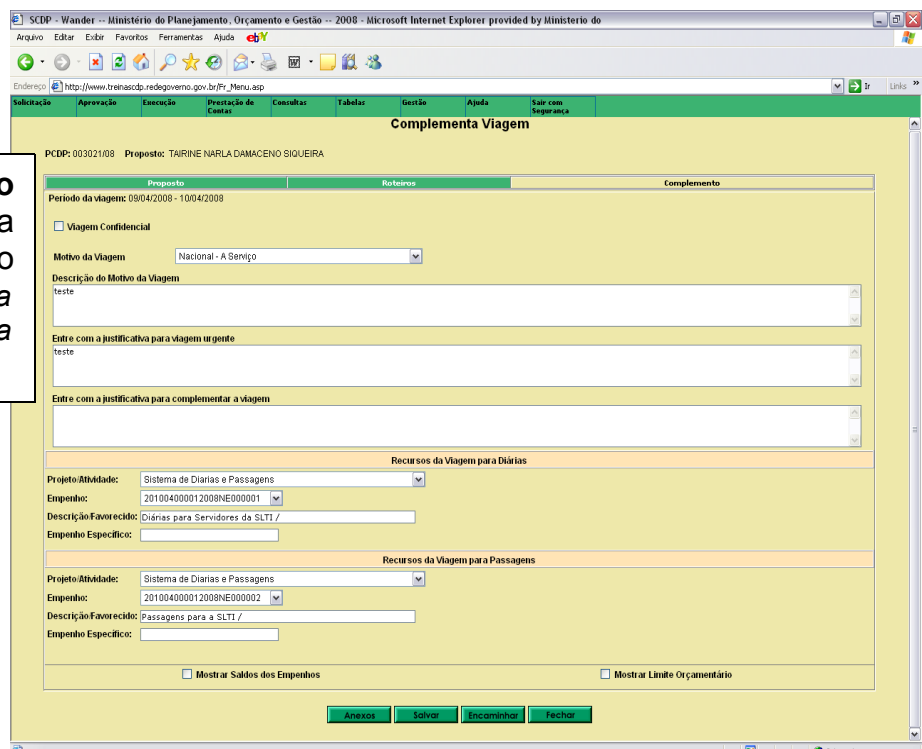 SCDP - Wander -- Ministério do Planejamento, Orçamento e Gestão -- 2008 - Microsoft Internet Explorer provided by Ministerio do
Arquivo Editar Exibir Favoritos Ferramentas Ajuda ebY
Endereço http://www.treinascdp.redegoverno.gov.br/Fr_Menu.asp Ir Links »
Solicitação Aprovação Execução Prestação de Contas Consultas Tabelas Gestão Ajuda Sair com Segurança
Complementa Viagem
PCDP: 003021/08 Proposto: TAIRINE NARLA DAMACENO SIQUEIRA
o
a
o
a
a
Proposto Roteiros Complemento
Período da viagem: 09/04/2008 - 10/04/2008
Viagem Confidencial
Motivo da Viagem Nacional - A Serviço
Descrição do Motivo da Viagem
teste
Entre com a justificativa para viagem urgente
teste
Entre com a justificativa para complementar a viagem
Recursos da Viagem para Diárias
Projeto/Atividade: Sistema de Diarias e Passagens
Empenho: 201004000012008NE000001
Descrição/Favorecido: Diárias para Servidores da SLTI /
Empenho Específico:
Recursos da Viagem para Passagens
Projeto/Atividade: Sistema de Diarias e Passagens
Empenho: 201004000012008NE000002
Descrição/Favorecido: Passagens para a SLTI /
Empenho Específico:
Mostrar Saldos dos Empenhos Mostrar Limite Orçamentário
Anexos Salvar Encaminhar Fechar